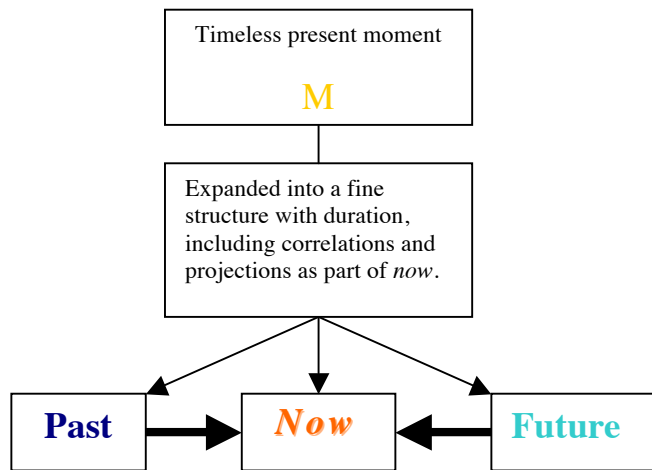 Timeless present moment
M
Expanded into a fine
structure with duration,
including correlations and
projections as part of now.
Past
Now
Future